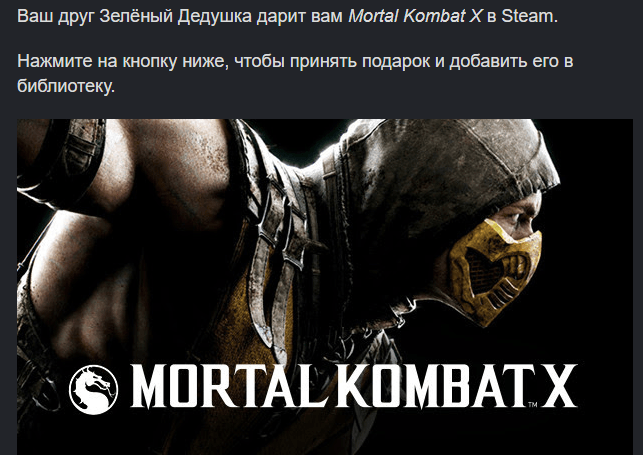 Ваш друг Зелёный Дедушка дарит вам Mortal Kombat X в Steam.
Нажмите на кнопку ниже, чтобы принять подарок и добавить его в
библиотеку.
MORTAL KOMBAT X
TM